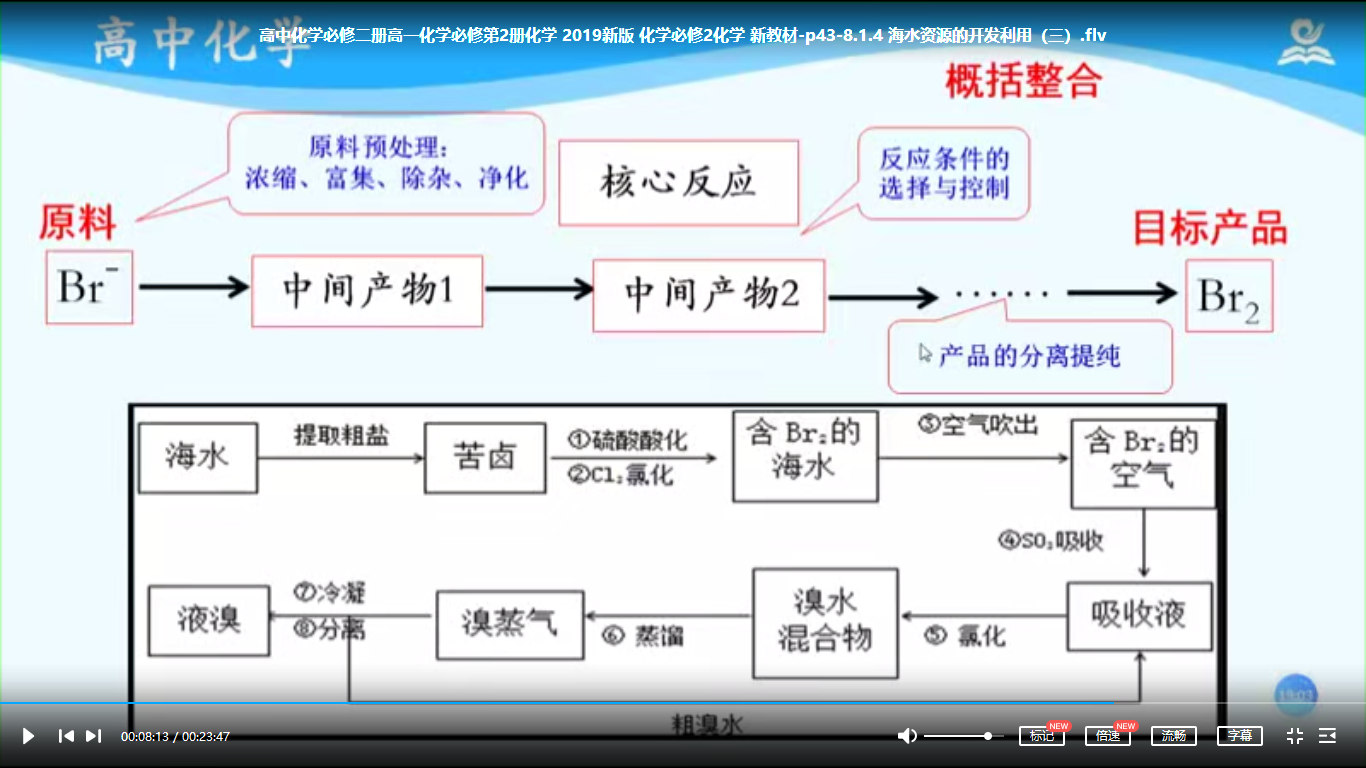 高中化学
高中化学必修二册高一化学必修第2册化学 2019新版 化学必修2化学 新教材-p43-8.1.4 海水资源的开发利用（三）.flv
概括整合
原料预处理：
浓缩、富集、除杂、净化
核心反应
反应条件的
选择与控制
原料
目标产品
Br⁻
中间产物1
中间产物2
······
Br₂
产品的分离提纯
海水
提取粗盐
苦卤
①硫酸酸化
②Cl₂氯化
含Br₂的
海水
③空气吹出
含Br₂的
空气
④SO₂吸收
液溴
⑦冷凝
⑧分离
溴蒸气
⑥ 蒸馏
溴水
混合物
⑤ 氯化
吸收液
粗溴水
19:03
00:08:13 / 00:23:47
标记
NEW
倍速
NEW
流畅
字幕